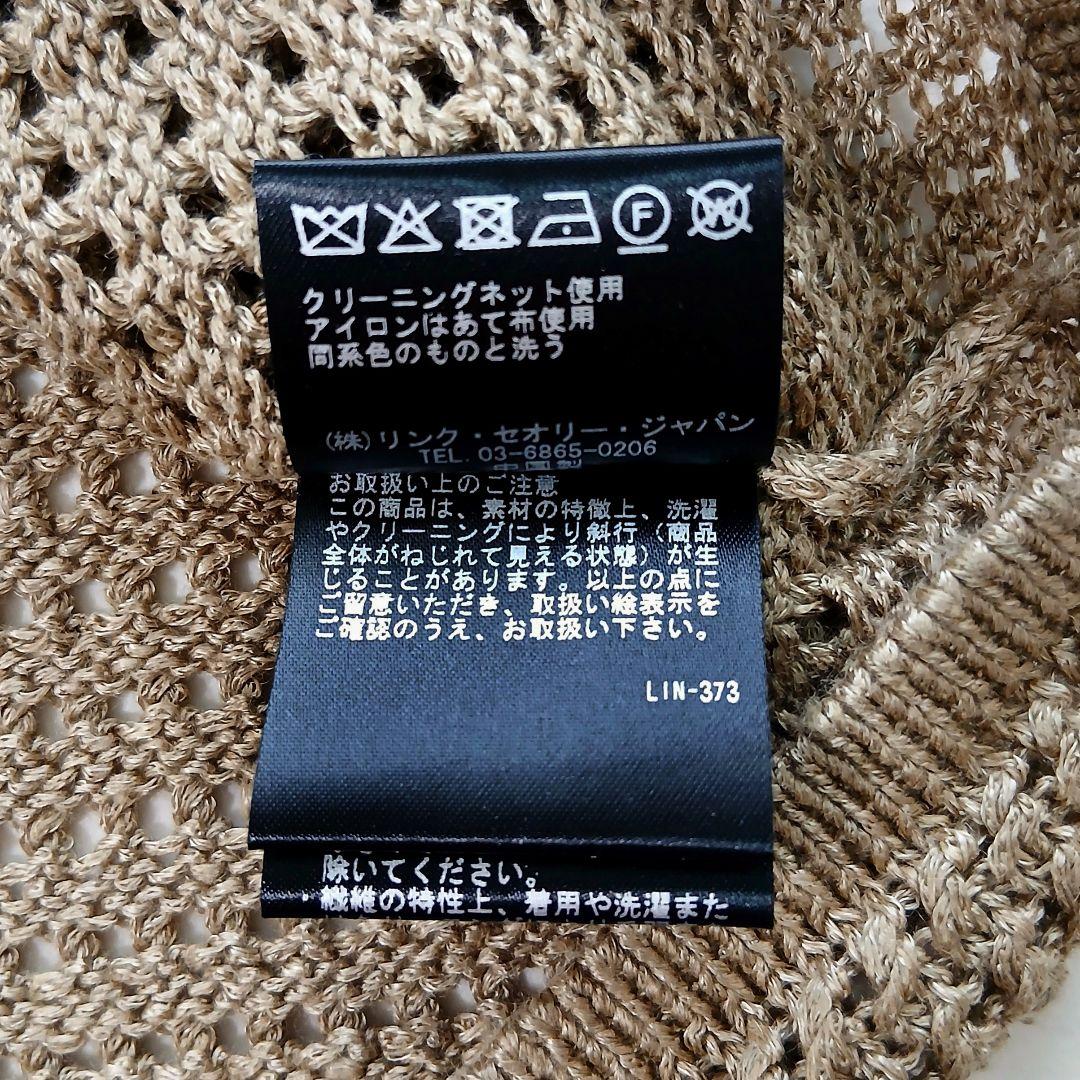 F W
クリーニングネット使用
アイロンはあて布使用
同系色のものと洗う
(株)リンク・セオリー・ジャパン
TEL. 03-6865-0206
中国製
お取扱い上のご注意
この商品は、素材の特徴上、洗濯
やクリーニングにより斜行（商品
全体がねじれて見える状態）が生
じることがあります。以上の点に
ご留意いただき、取扱い絵表示を
ご確認のうえ、お取扱い下さい。
LIN-373
除いてください。
・繊維の特性上、着用や洗濯また